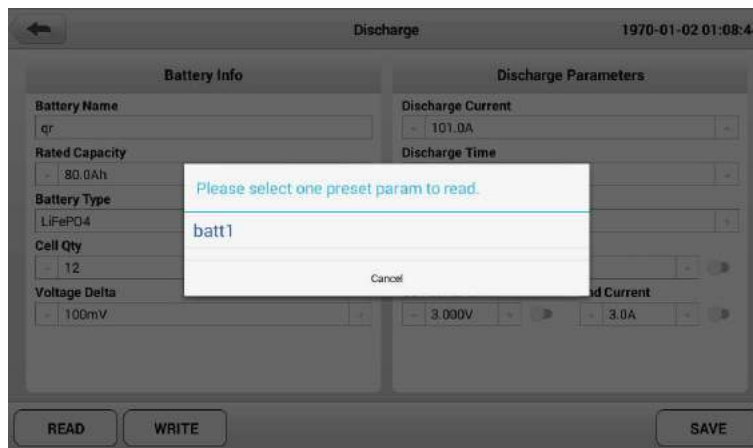 Discharge
1970-01-02 01:08:4
Battery Info
Battery Name
qr
Rated Capacity
- 80.0Ah
Battery Type
LiFePO4
Cell Qty
- 12
Voltage Delta
- 100mV +
Discharge Parameters
Discharge Current
- 101.0A
Discharge Time
nd Current
- 3.000V + - 3.0A +
Please select one preset param to read.
batt1
Cancel
READ WRITE SAVE